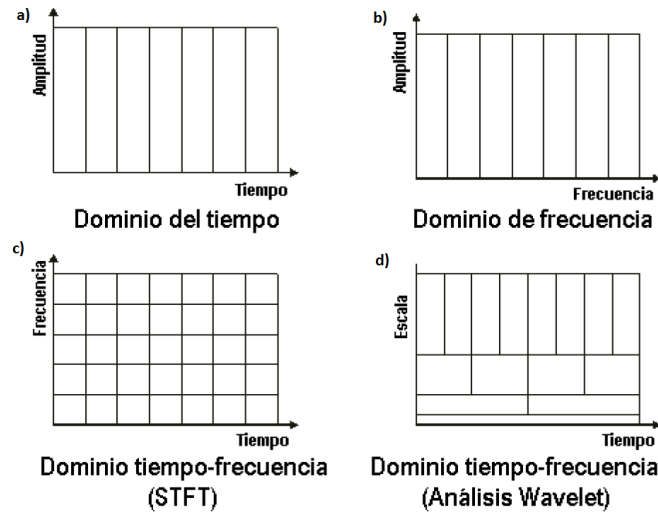 a)
Amplitud
Tiempo
Dominio del tiempo
b)
Amplitud
Frecuencia
Dominio de frecuencia
c)
Frecuencia
Tiempo
Dominio tiempo-frecuencia
(STFT)
d)
Escala
Tiempo
Dominio tiempo-frecuencia
(Análisis Wavelet)